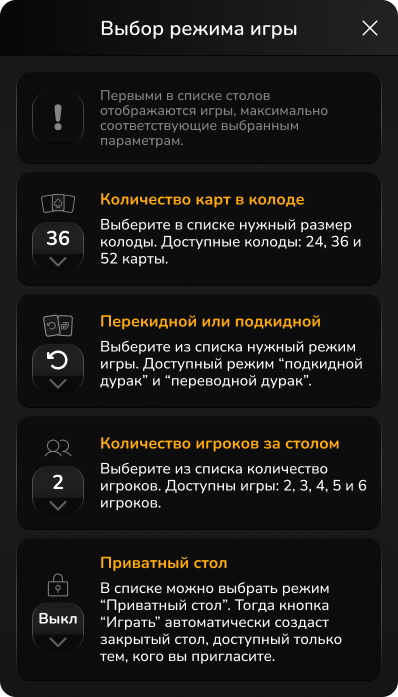 Выбор режима игры
Первыми в списке столов
отображаются игры, максимально
соответствующие выбранным
параметрам.
Количество карт в колоде
36
Выберите в списке нужный размер
колоды. Доступные колоды: 24, 36 и
52 карты.
Перекидной или подкидной
Выберите из списка нужный режим
игры. Доступный режим “подкидной
дурак” и “переводной дурак”.
Количество игроков за столом
2
Выберите из списка количество
игроков. Доступны игры: 2, 3, 4, 5 и 6
игроков.
Приватный стол
Выкл
В списке можно выбрать режим
“Приватный стол”. Тогда кнопка
“Играть” автоматически создаст
закрытый стол, доступный только
тем, кого вы пригласите.